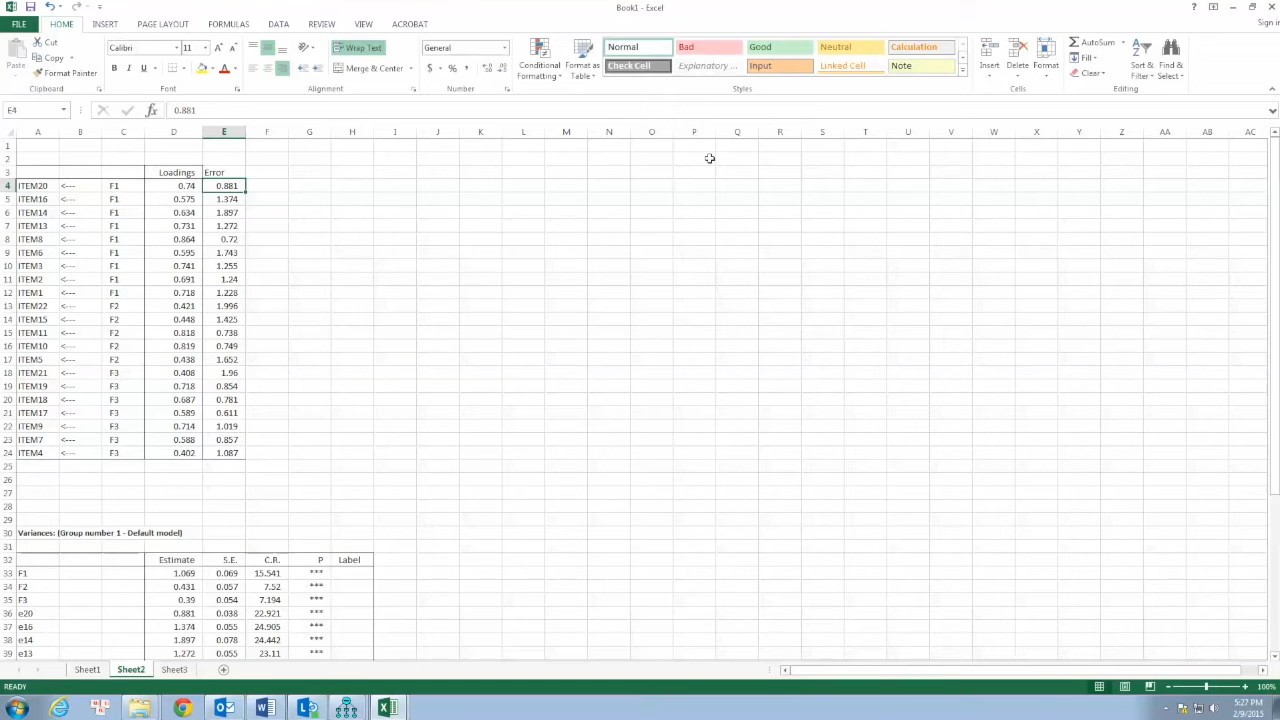 Book1 - Excel
Sign in
FILE HOME INSERT PAGE LAYOUT FORMULAS DATA REVIEW VIEW ACROBAT
Cut Calibri 11 Wrap Text General Normal Bad Good Neutral Calculation AutoSum
Copy Fill
Paste Format Painter Merge & Center Conditional Formatting Format as Table Check Cell Explanatory ... Input Linked Cell Note Insert Delete Format Clear Sort & Filter Find & Select
Clipboard Font Alignment Number Styles Cells Editing
E4 0.881
A B C D E F G H I J K L M N O P Q R S T U V W X Y Z AA AB AC
1
2
3 Loadings Error
4 ITEM20 <--- F1 0.74 0.881
5 ITEM16 <--- F1 0.575 1.374
6 ITEM14 <--- F1 0.634 1.897
7 ITEM13 <--- F1 0.731 1.272
8 ITEM8 <--- F1 0.864 0.72
9 ITEM6 <--- F1 0.595 1.743
10 ITEM3 <--- F1 0.741 1.255
11 ITEM2 <--- F1 0.691 1.24
12 ITEM1 <--- F1 0.718 1.228
13 ITEM22 <--- F2 0.421 1.996
14 ITEM15 <--- F2 0.448 1.425
15 ITEM11 <--- F2 0.818 0.738
16 ITEM10 <--- F2 0.819 0.749
17 ITEM5 <--- F2 0.438 1.652
18 ITEM21 <--- F3 0.408 1.96
19 ITEM19 <--- F3 0.718 0.854
20 ITEM18 <--- F3 0.687 0.781
21 ITEM17 <--- F3 0.589 0.611
22 ITEM9 <--- F3 0.714 1.019
23 ITEM7 <--- F3 0.588 0.857
24 ITEM4 <--- F3 0.402 1.087
25
26
27
28
29
30 Variances: (Group number 1 - Default model)
31
32 Estimate S.E. C.R. P Label
33 F1 1.069 0.069 15.541 ***
34 F2 0.431 0.057 7.52 ***
35 F3 0.39 0.054 7.194 ***
36 e20 0.881 0.038 22.921 ***
37 e16 1.374 0.055 24.905 ***
38 e14 1.897 0.078 24.442 ***
39 e13 1.272 0.055 23.11 ***
Sheet1 Sheet2 Sheet3
READY 100%
5:27 PM
2/9/2015